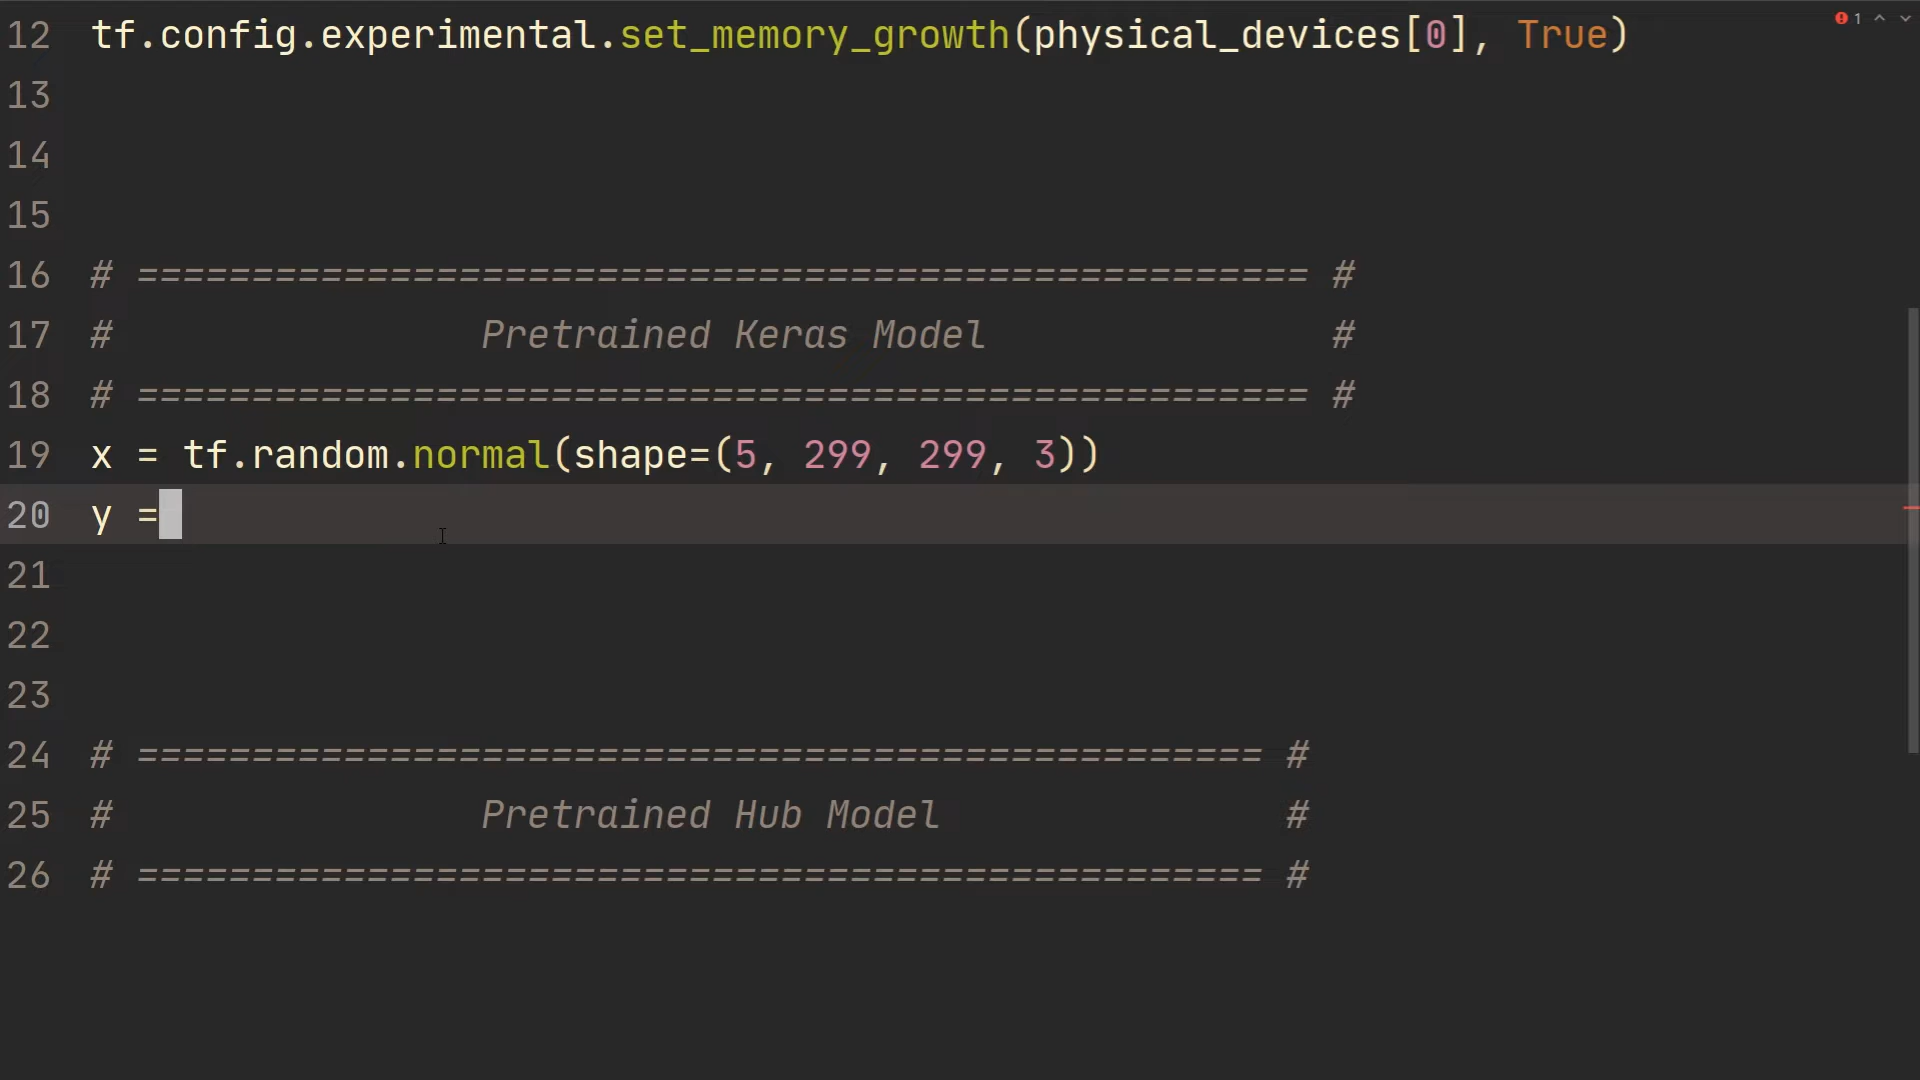 1
12 tf.config.experimental.set_memory_growth(physical_devices[0], True)
13
14
15
16 # =================================================== #
17 # Pretrained Keras Model #
18 # =================================================== #
19 x = tf.random.normal(shape=(5, 299, 299, 3))
20 y =
21
22
23
24 # ================================================= #
25 # Pretrained Hub Model #
26 # ================================================= #